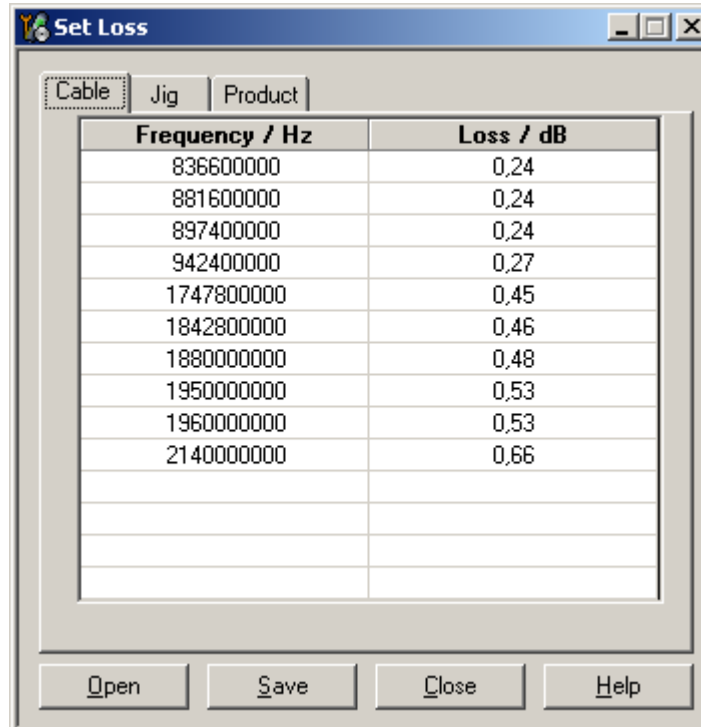 Set Loss
Cable Jig Product
Frequency / Hz Loss / dB
836600000 0,24
881600000 0,24
897400000 0,24
942400000 0,27
1747800000 0,45
1842800000 0,46
1880000000 0,48
1950000000 0,53
1960000000 0,53
2140000000 0,66
Open Save Close Help